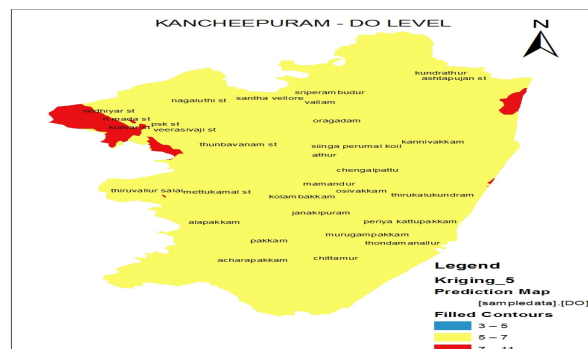 KANCHEEPURAM - DO LEVEL
N
kundrathur
ashtapujan st
sriperambudur
nagaluthi st
santha vellore
vallam
vedhiyar st
psk st
veerasivaji st
oragadam
thunbavanam st
siinga perumal koil
kannivakkam
athur
chengalpattu
mamandur
thiruvallur salai
mettukamal st
osivakkam
kolambakkam
thirukalukundram
janakipuram
alapakkam
periya kattupakkam
murugampakkam
pakkam
thondamanallur
acharapakkam
chittamur
Legend
Kriging_5
Prediction Map
[sampledata].[DO]
Filled Contours
3 – 5
5 – 7
7 – 11